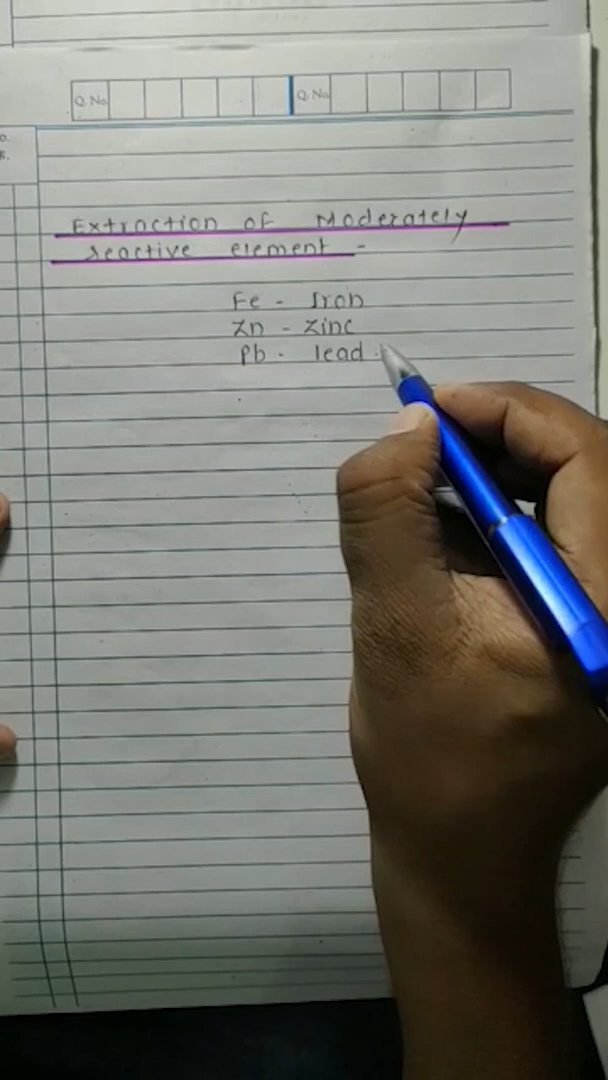 Q.No. Q.No.
Extraction of Moderately
reactive element -
Fe - Iron
Zn - Zinc
Pb - lead